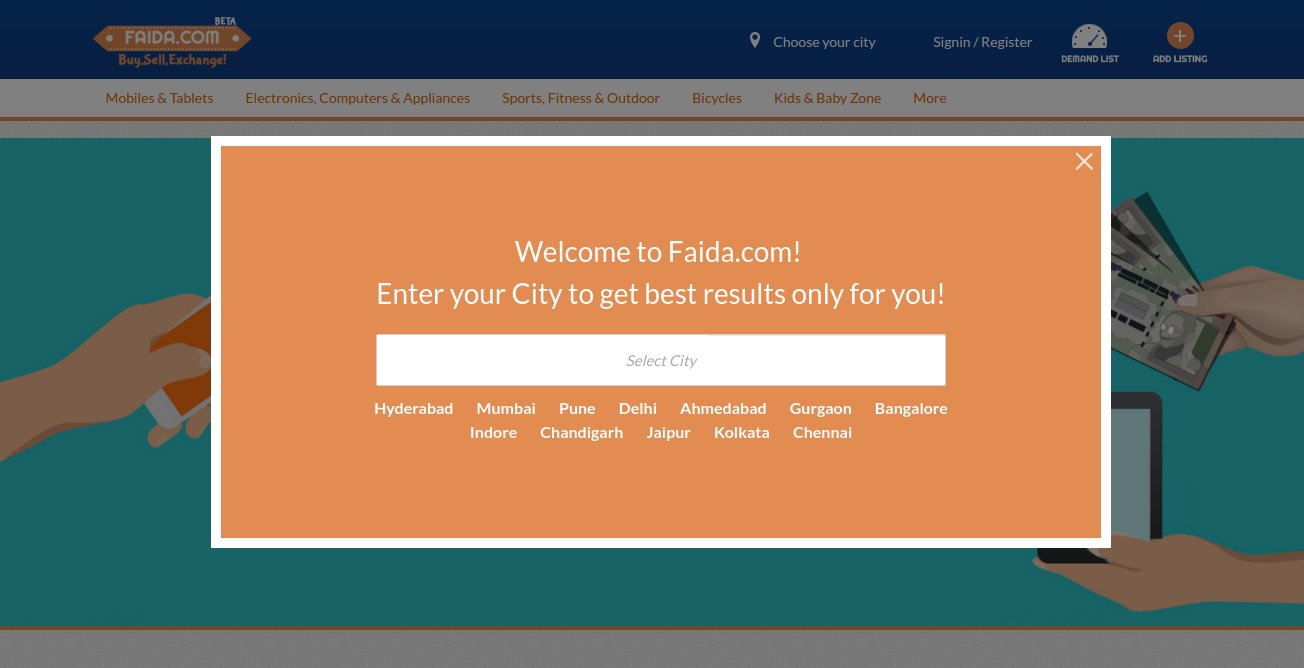 BETA
FAIDA.COM
Buy,Sell,Exchange!
Choose your city
Signin / Register
DEMAND LIST
ADD LISTING
Mobiles & Tablets Electronics, Computers & Appliances Sports, Fitness & Outdoor Bicycles Kids & Baby Zone More
Welcome to Faida.com!
Enter your City to get best results only for you!
Select City
Hyderabad Mumbai Pune Delhi Ahmedabad Gurgaon Bangalore
Indore Chandigarh Jaipur Kolkata Chennai